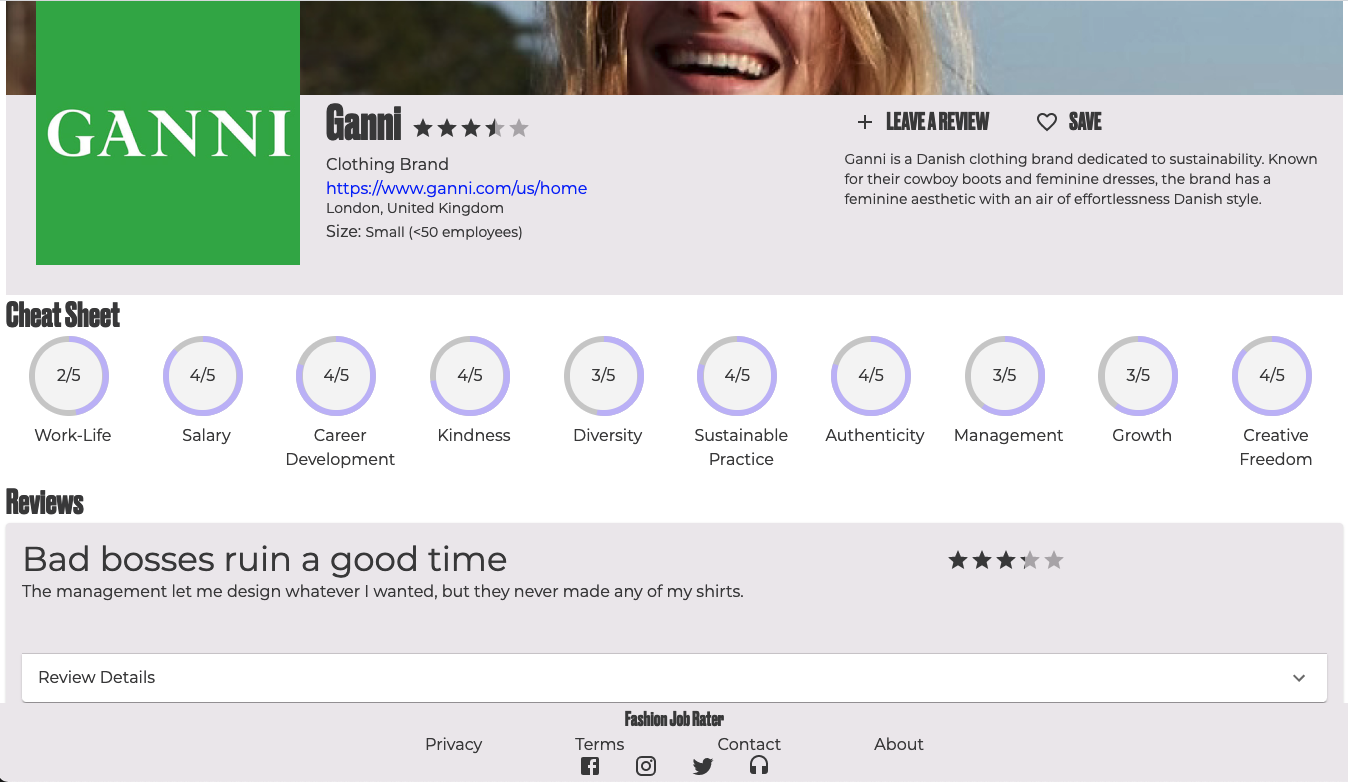 GANNI
Ganni
LEAVE A REVIEW
SAVE
Clothing Brand
https://www.ganni.com/us/home
London, United Kingdom
Size: Small (<50 employees)
Ganni is a Danish clothing brand dedicated to sustainability. Known
for their cowboy boots and feminine dresses, the brand has a
feminine aesthetic with an air of effortlessness Danish style.
Cheat Sheet
2/5
4/5
4/5
4/5
3/5
4/5
4/5
3/5
3/5
4/5
Work-Life
Salary
Career
Development
Kindness
Diversity
Sustainable
Practice
Authenticity
Management
Growth
Creative
Freedom
Reviews
Bad bosses ruin a good time
The management let me design whatever I wanted, but they never made any of my shirts.
Review Details
Fashion Job Rater
Privacy
Terms
Contact
About